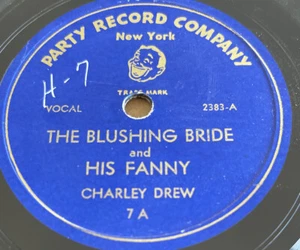 PARTY RECORD COMPANY
New York
H-7
TRADE MARK
VOCAL 2383-A
THE BLUSHING BRIDE
and
HIS FANNY
CHARLEY DREW
7 A